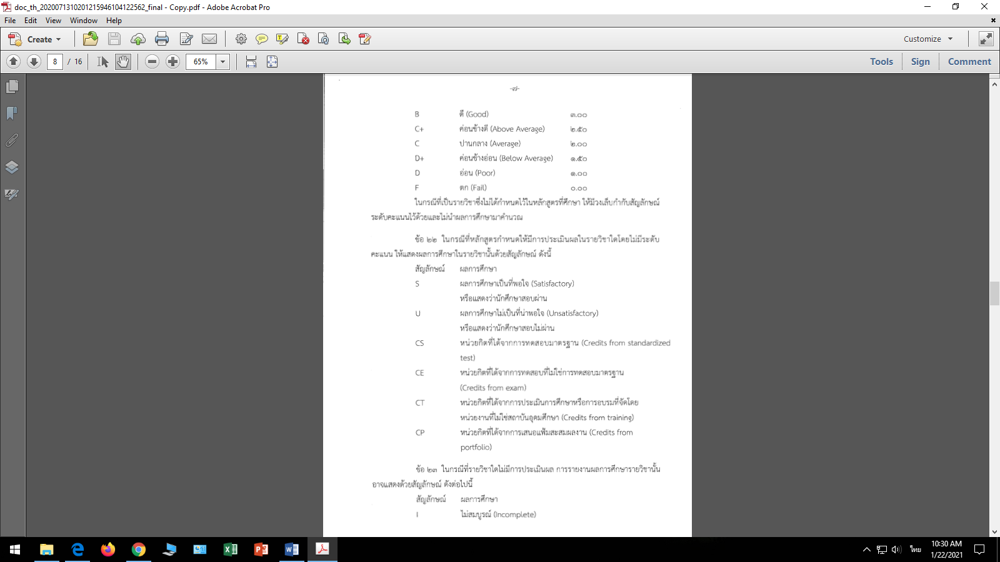 doc_th_2020071310201215946104122562_final - Copy.pdf - Adobe Acrobat Pro
File Edit View Window Help
Create Customize
8 / 16 65% Tools Sign Comment
B ดี (Good) ๓.๐๐
C+ ค่อนข้างดี (Above Average) ๒.๕๐
C ปานกลาง (Average) ๒.๐๐
D+ ค่อนข้างอ่อน (Below Average) ๑.๕๐
D อ่อน (Poor) ๑.๐๐
F ตก (Fail) ๐.๐๐
ในกรณีที่เป็นรายวิชาซึ่งไม่ได้กำหนดไว้ในหลักสูตรที่ศึกษา ให้มีวงเล็บกำกับสัญลักษณ์
ระดับคะแนนไว้ด้วยและไม่นำผลการศึกษามาคำนวณ
ข้อ ๒๒ ในกรณีที่หลักสูตรกำหนดให้มีการประเมินผลในรายวิชาใดโดยไม่มีระดับ
คะแนน ให้แสดงผลการศึกษาในรายวิชานั้นด้วยสัญลักษณ์ ดังนี้
สัญลักษณ์ ผลการศึกษา
S ผลการศึกษาเป็นที่พอใจ (Satisfactory)
หรือแสดงว่านักศึกษาสอบผ่าน
U ผลการศึกษาไม่เป็นที่น่าพอใจ (Unsatisfactory)
หรือแสดงว่านักศึกษาสอบไม่ผ่าน
CS หน่วยกิตที่ได้จากการทดสอบมาตรฐาน (Credits from standardized
test)
CE หน่วยกิตที่ได้จากการทดสอบที่ไม่ใช่การทดสอบมาตรฐาน
(Credits from exam)
CT หน่วยกิตที่ได้จากการประเมินการศึกษาหรือการอบรมที่จัดโดย
หน่วยงานที่ไม่ใช่สถาบันอุดมศึกษา (Credits from training)
CP หน่วยกิตที่ได้จากการเสนอแฟ้มสะสมผลงาน (Credits from
portfolio)
ข้อ ๒๓ ในกรณีที่รายวิชาใดไม่มีการประเมินผล การรายงานผลการศึกษารายวิชานั้น
อาจแสดงด้วยสัญลักษณ์ ดังต่อไปนี้
สัญลักษณ์ ผลการศึกษา
I ไม่สมบูรณ์ (Incomplete)
ไทย 10:30 AM
1/22/2021